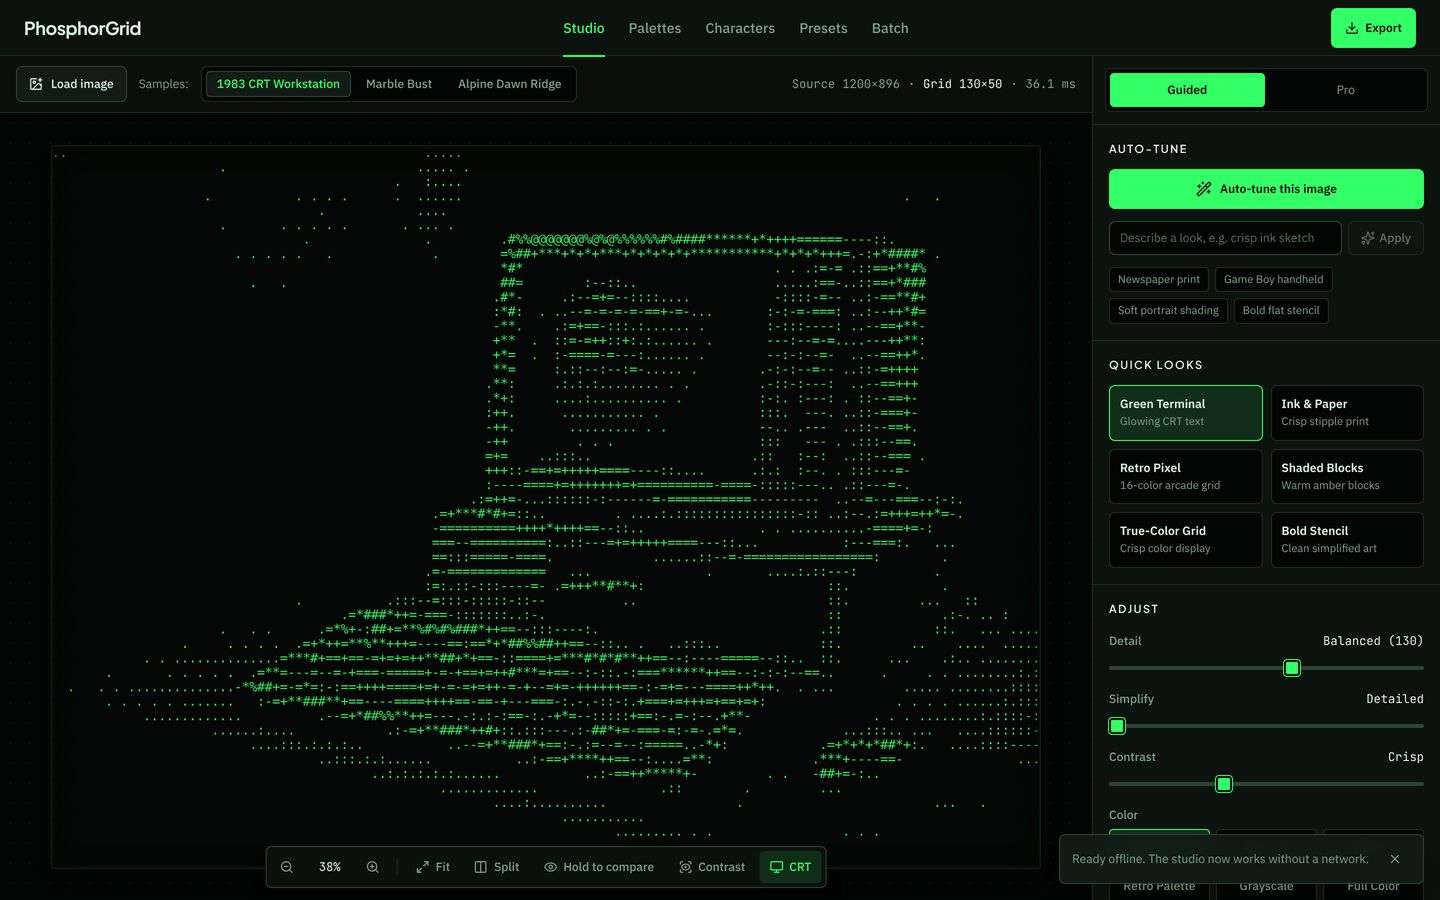 PhosphorGrid
Studio Palettes Characters Presets Batch
Export
Load image Samples: 1983 CRT Workstation Marble Bust Alpine Dawn Ridge
Source 1200×896 · Grid 130×50 · 36.1 ms
Guided Pro
AUTO-TUNE
Auto-tune this image
Describe a look, e.g. crisp ink sketch Apply
Newspaper print Game Boy handheld
Soft portrait shading Bold flat stencil
QUICK LOOKS
Green Terminal
Glowing CRT text
Ink & Paper
Crisp stipple print
Retro Pixel
16-color arcade grid
Shaded Blocks
Warm amber blocks
True-Color Grid
Crisp color display
Bold Stencil
Clean simplified art
ADJUST
Detail Balanced (130)
Simplify Detailed
Contrast Crisp
Color
Retro Palette Grayscale Full Color
Ready offline. The studio now works without a network.
38% Fit Split Hold to compare Contrast CRT